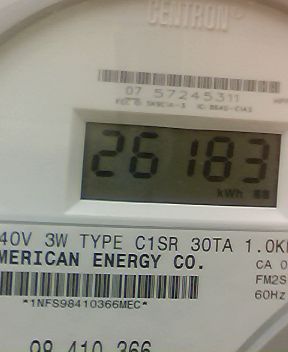 CENTRON
07 57245311
26183
kWh
40V 3W TYPE C1SR 30TA 1.0K
MERICAN ENERGY CO.
CA 0
FM2S
60Hz
*1NFS98410366MEC*
98 410 366